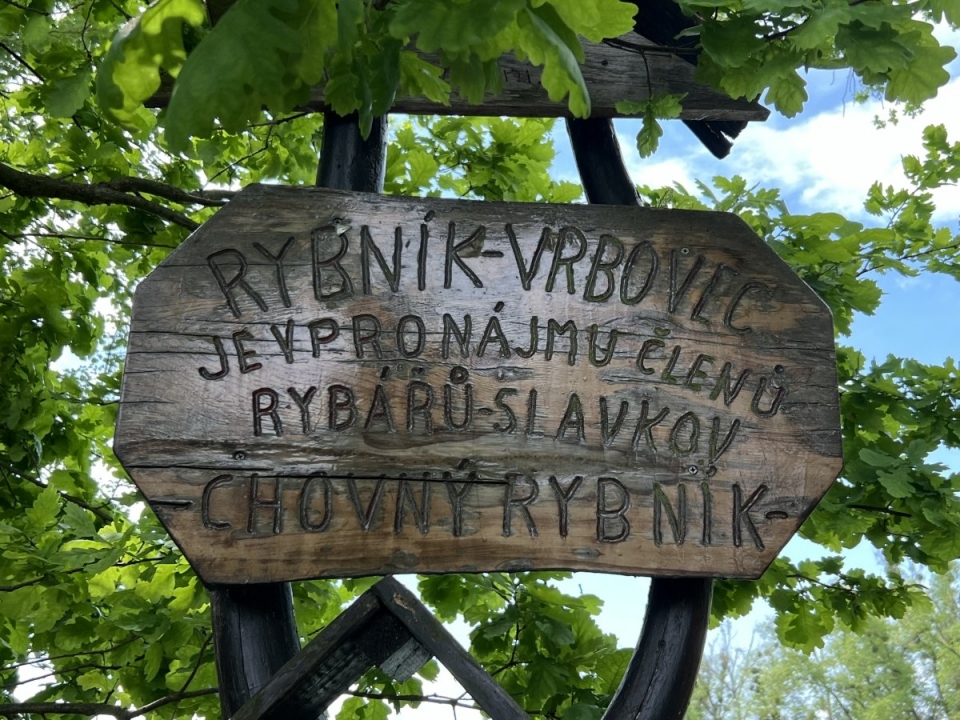 RYBNÍK-VRBOVEC
JE V PRONÁJMU ČLENŮ
RYBÁŘŮ-SLAVKOV
-CHOVNÝ RYBNÍK-